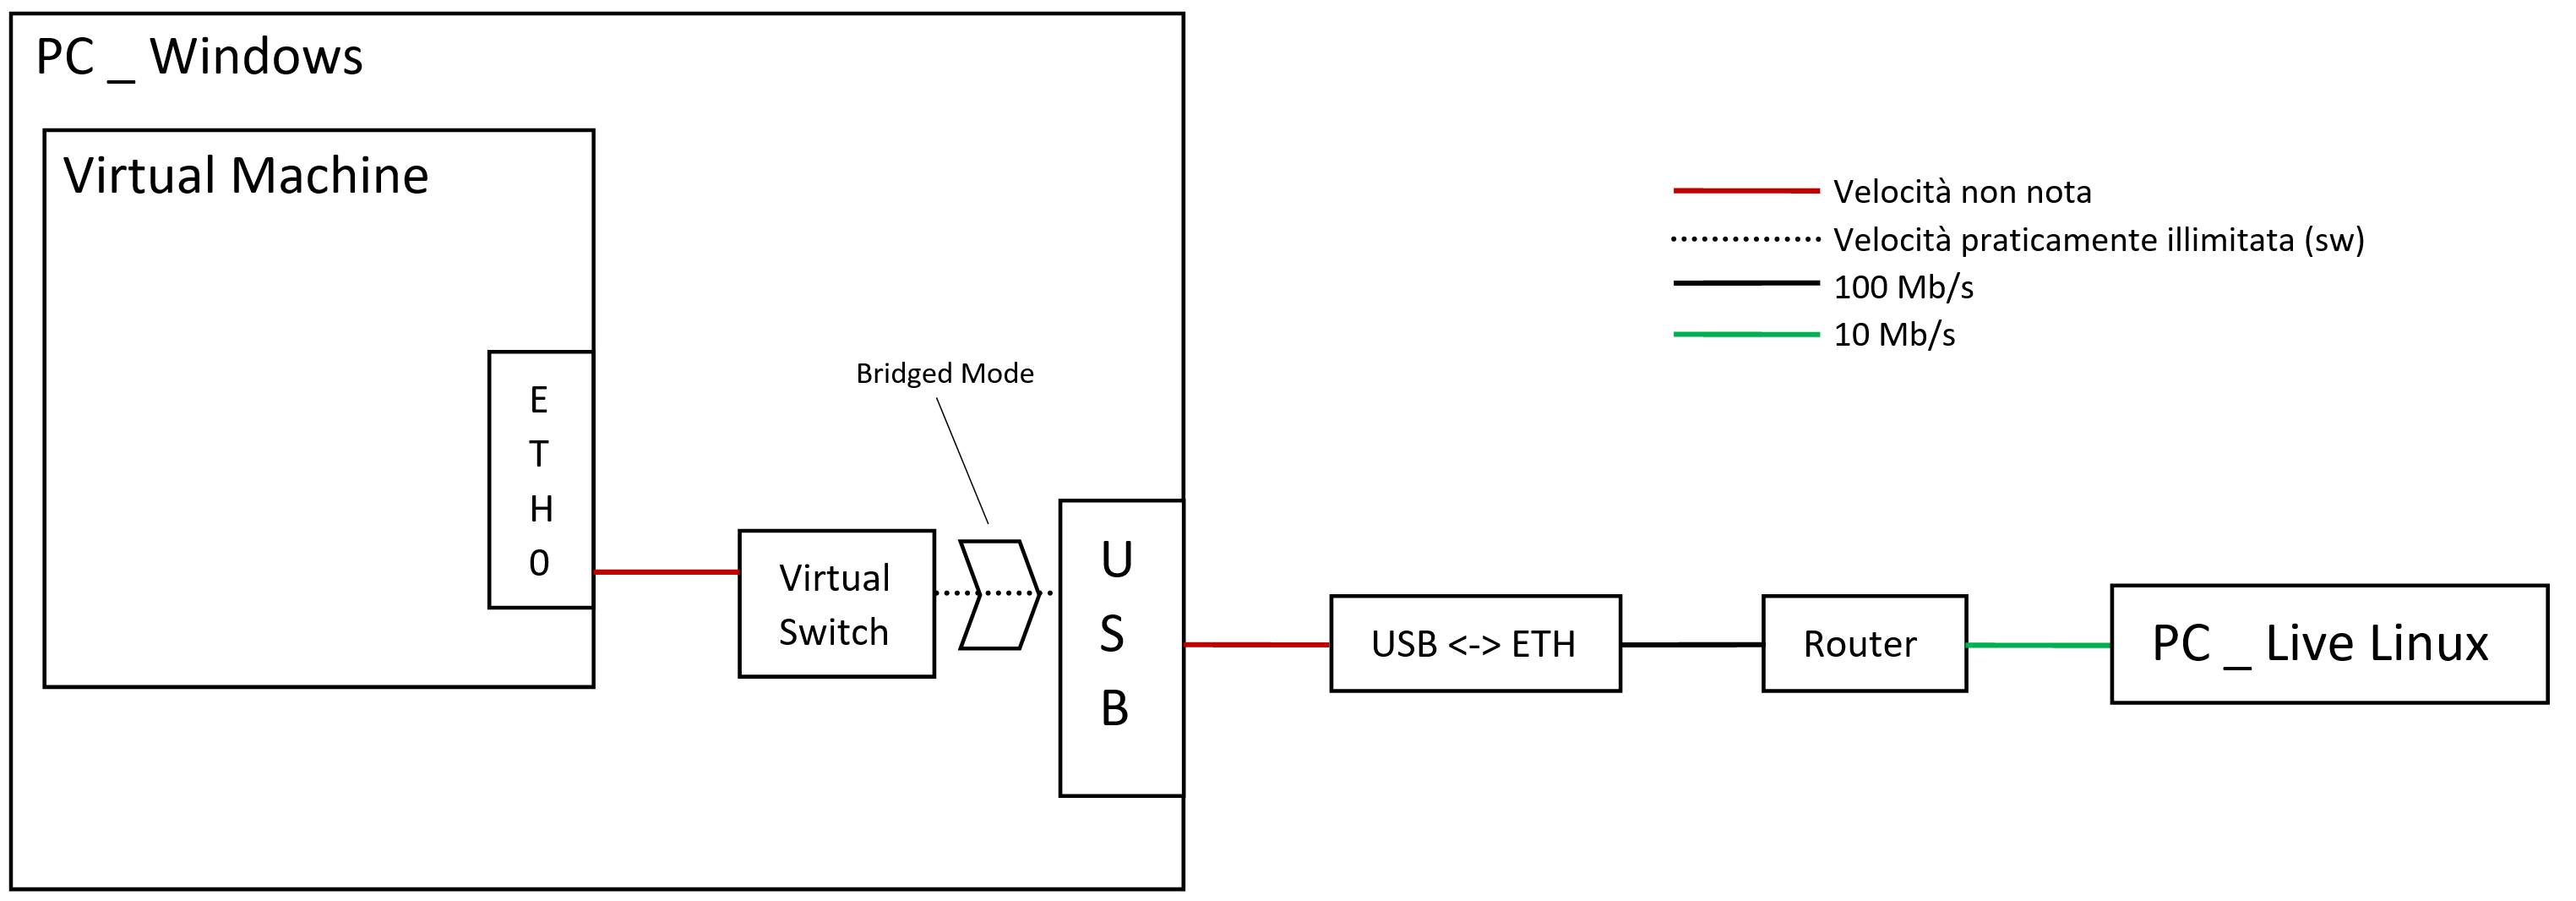 PC _ Windows
Virtual Machine
E
T
H
0
Bridged Mode
Virtual
Switch
U
S
B
USB <-> ETH
Router
PC _ Live Linux
Velocità non nota
Velocità praticamente illimitata (sw)
100 Mb/s
10 Mb/s